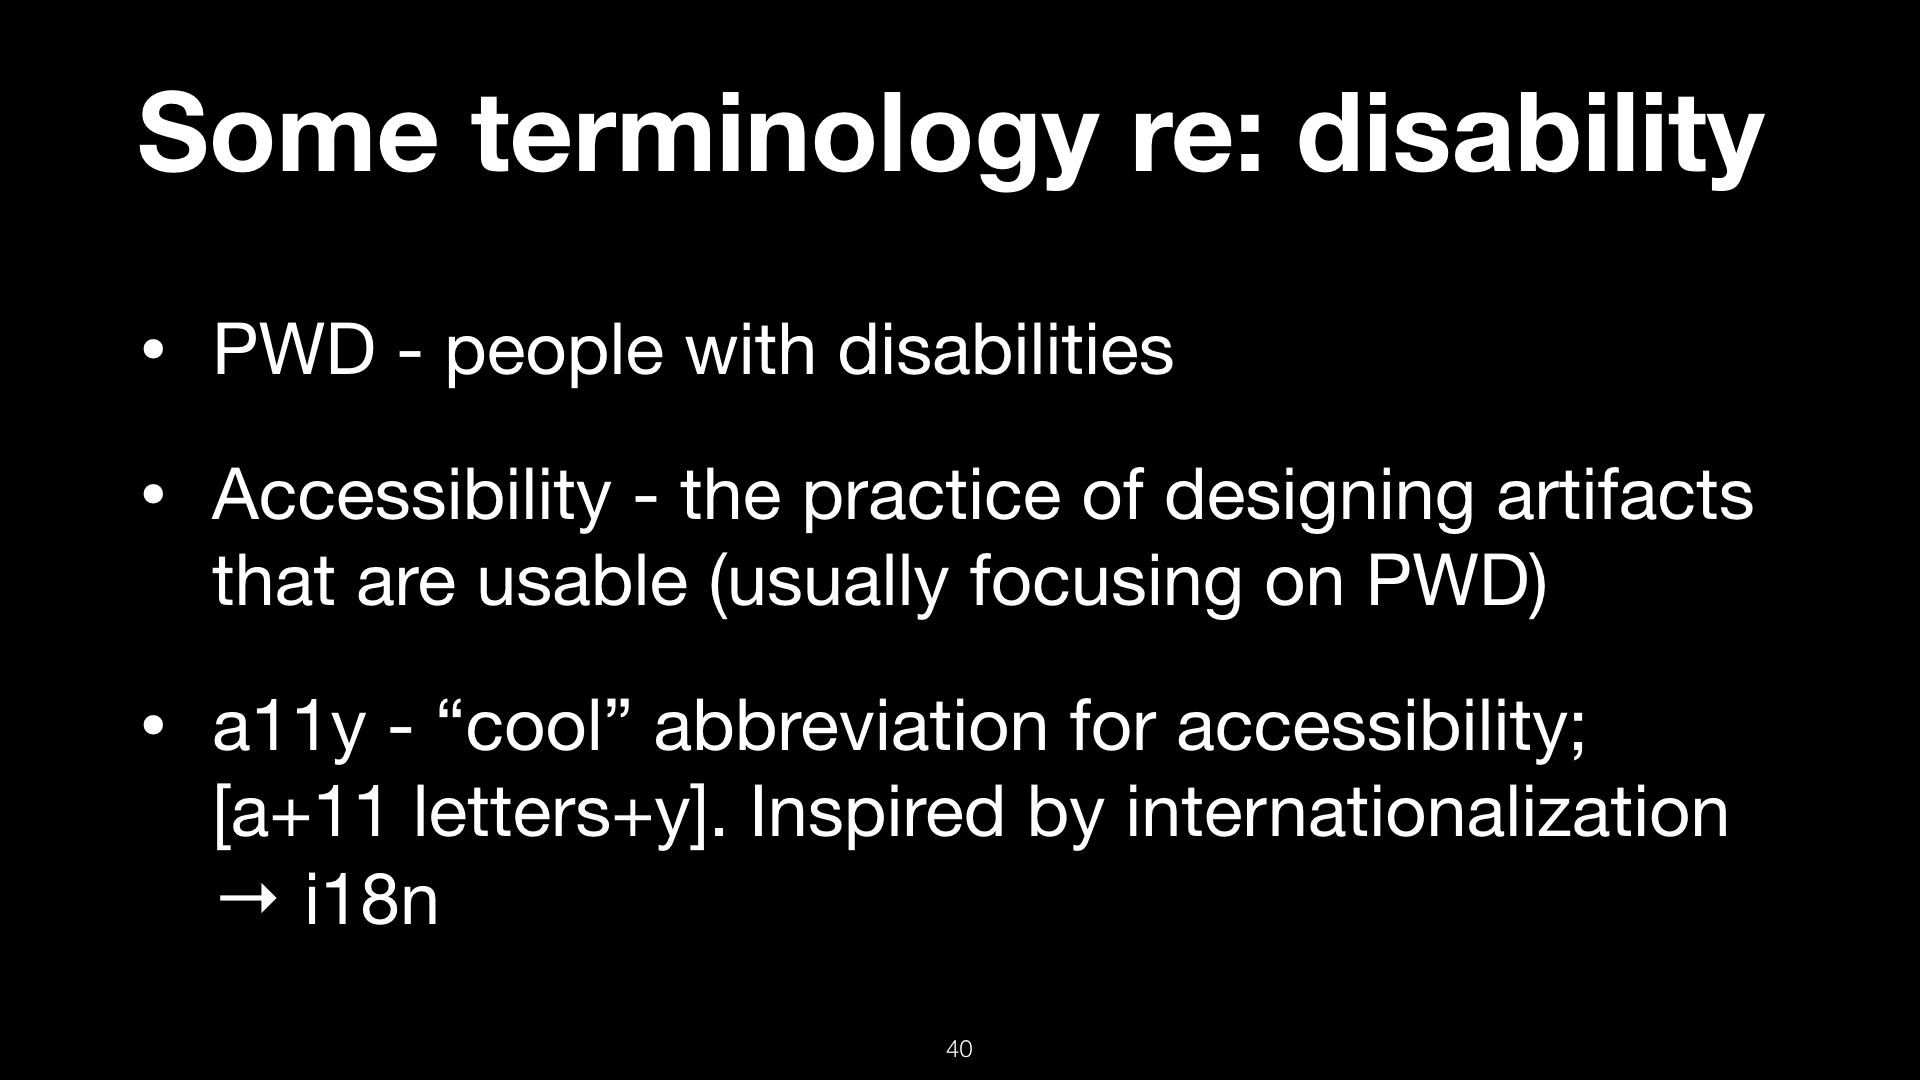 Some terminology re: disability
• PWD - people with disabilities
• Accessibility - the practice of designing artifacts
that are usable (usually focusing on PWD)
• a11y - “cool” abbreviation for accessibility;
[a+11 letters+y]. Inspired by internationalization
→ i18n
40